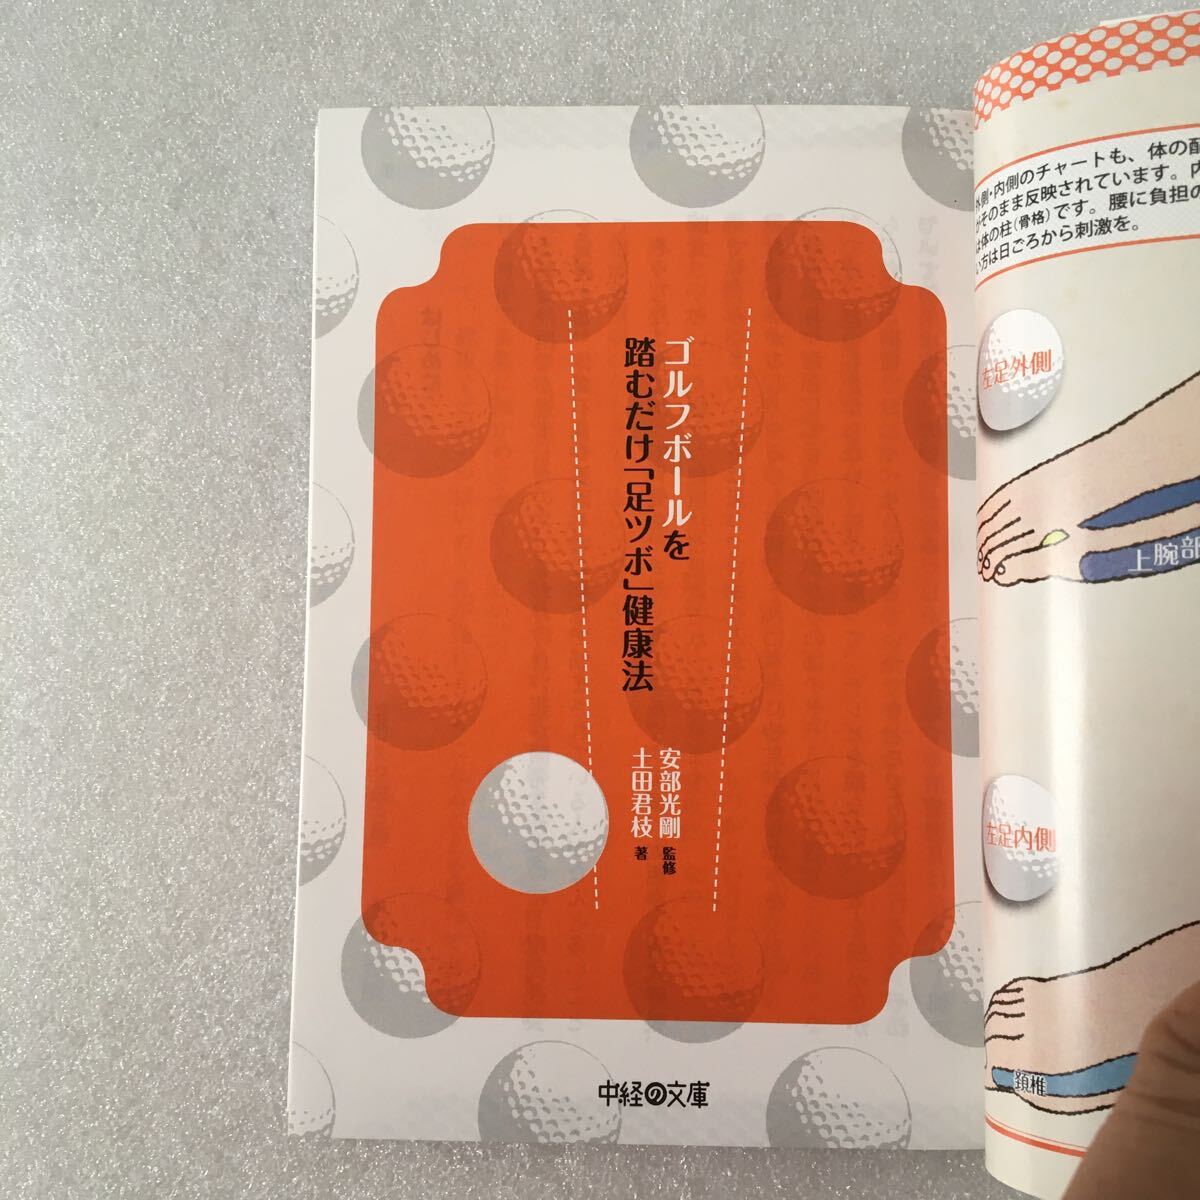 ゴルフボールを
踏むだけ「足ツボ」健康法
安部光剛 監修
土田君枝 著
中経の文庫
外側・内側のチャートも、体の配
がそのまま反映されています。内
は体の柱（骨格）です。腰に負担の
い方は日ごろから刺激を。
左足外側
上腕部
左足内側
頚椎